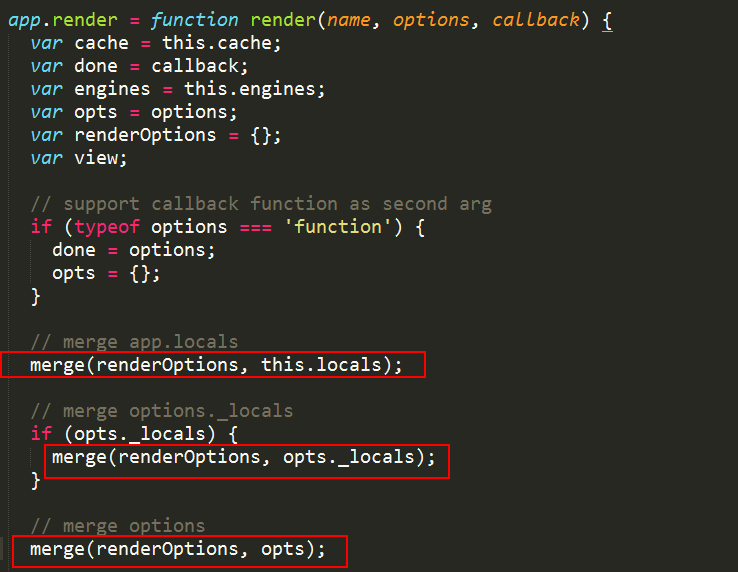 app.render = function render(name, options, callback) {
var cache = this.cache;
var done = callback;
var engines = this.engines;
var opts = options;
var renderOptions = {};
var view;
// support callback function as second arg
if (typeof options === 'function') {
done = options;
opts = {};
}
// merge app.locals
merge(renderOptions, this.locals);
// merge options._locals
if (opts._locals) {
merge(renderOptions, opts._locals);
}
// merge options
merge(renderOptions, opts);